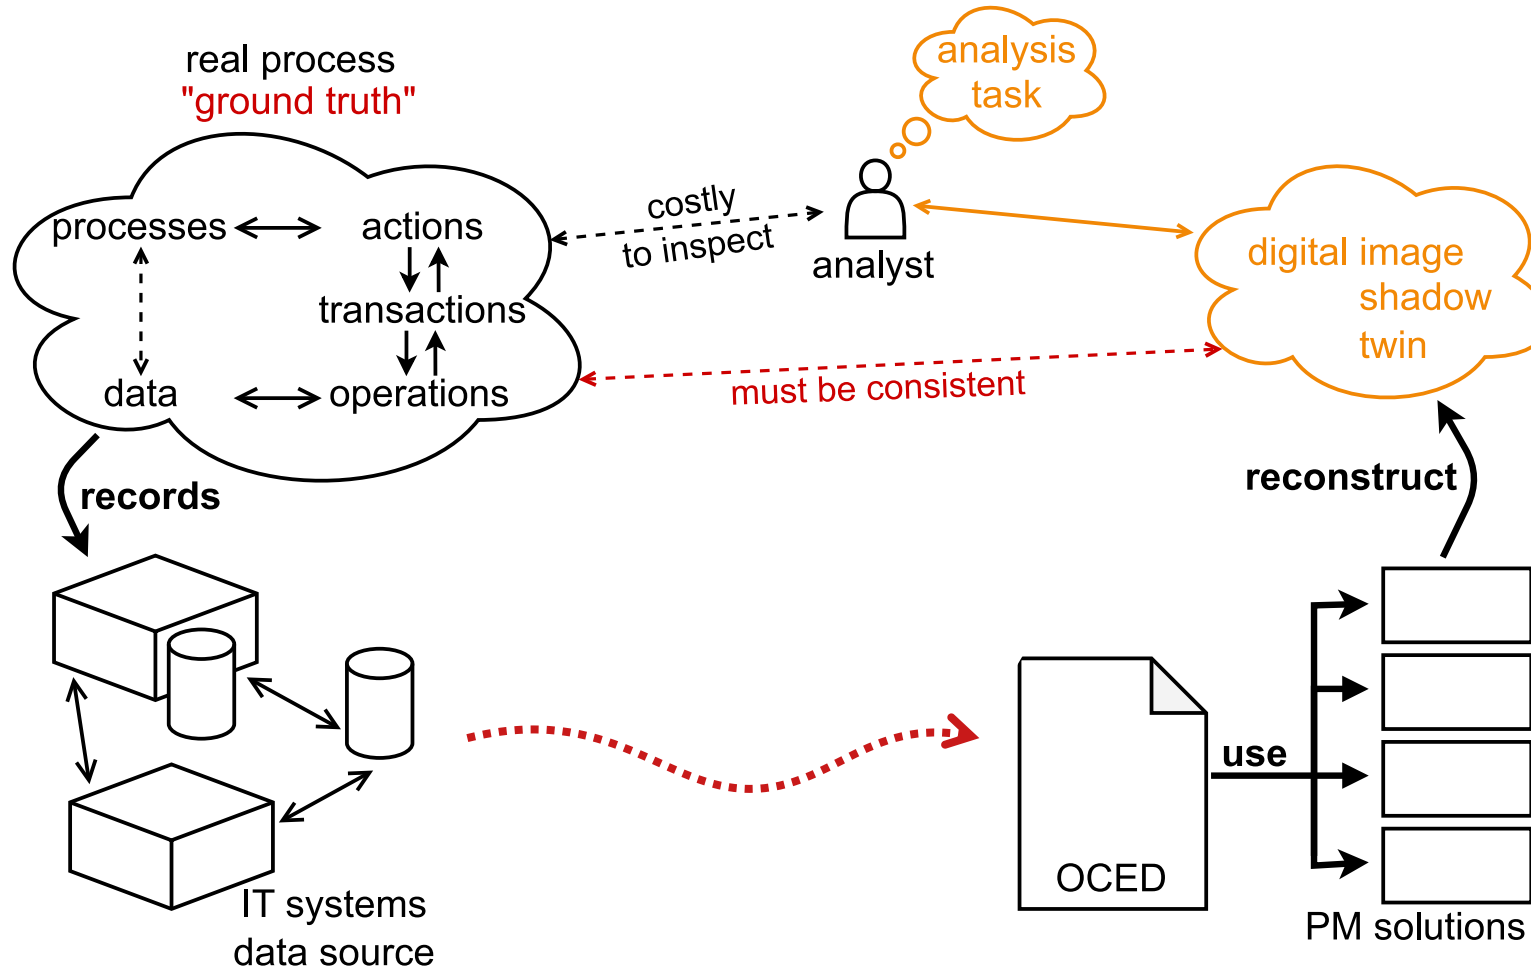 real process
"ground truth"
processes
actions
transactions
data
operations
costly
to inspect
analysis
task
analyst
digital image
shadow
twin
must be consistent
records
reconstruct
IT systems
data source
OCED
use
PM solutions